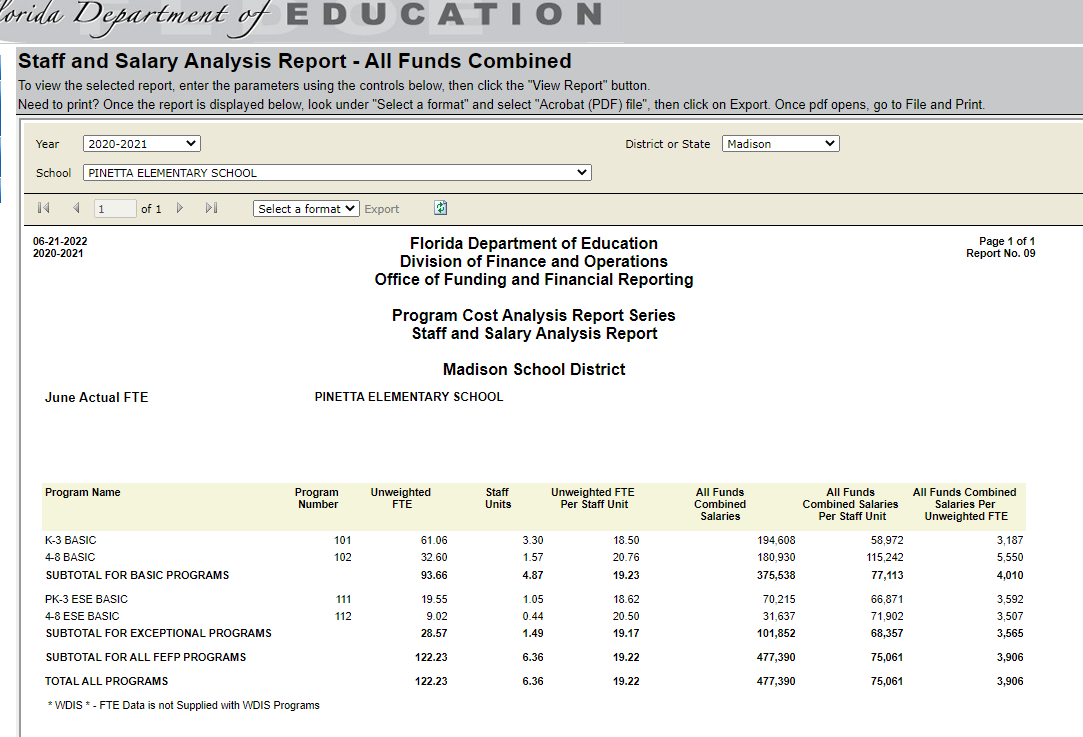 Department of EDUCATION
Staff and Salary Analysis Report - All Funds Combined
To view the selected report, enter the parameters using the controls below, then click the "View Report" button.
Need to print? Once the report is displayed below, look under "Select a format" and select "Acrobat (PDF) file", then click on Export. Once pdf opens, go to File and Print.
Year 2020-2021 District or State Madison
School PINETTA ELEMENTARY SCHOOL
1 of 1 Select a format Export
06-21-2022 Florida Department of Education Page 1 of 1
2020-2021 Division of Finance and Operations Report No. 09
Office of Funding and Financial Reporting
Program Cost Analysis Report Series
Staff and Salary Analysis Report
Madison School District
June Actual FTE PINETTA ELEMENTARY SCHOOL
Program Name Program Unweighted Staff Unweighted FTE All Funds All Funds All Funds Combined
Number FTE Units Per Staff Unit Combined Combined Salaries Salaries Per
Salaries Per Staff Unit Unweighted FTE
K-3 BASIC 101 61.06 3.30 18.50 194,608 58,972 3,187
4-8 BASIC 102 32.60 1.57 20.76 180,930 115,242 5,550
SUBTOTAL FOR BASIC PROGRAMS 93.66 4.87 19.23 375,538 77,113 4,010
PK-3 ESE BASIC 111 19.55 1.05 18.62 70,215 66,871 3,592
4-8 ESE BASIC 112 9.02 0.44 20.50 31,637 71,902 3,507
SUBTOTAL FOR EXCEPTIONAL PROGRAMS 28.57 1.49 19.17 101,852 68,357 3,565
SUBTOTAL FOR ALL FEFP PROGRAMS 122.23 6.36 19.22 477,390 75,061 3,906
TOTAL ALL PROGRAMS 122.23 6.36 19.22 477,390 75,061 3,906
* WDIS * - FTE Data is not Supplied with WDIS Programs